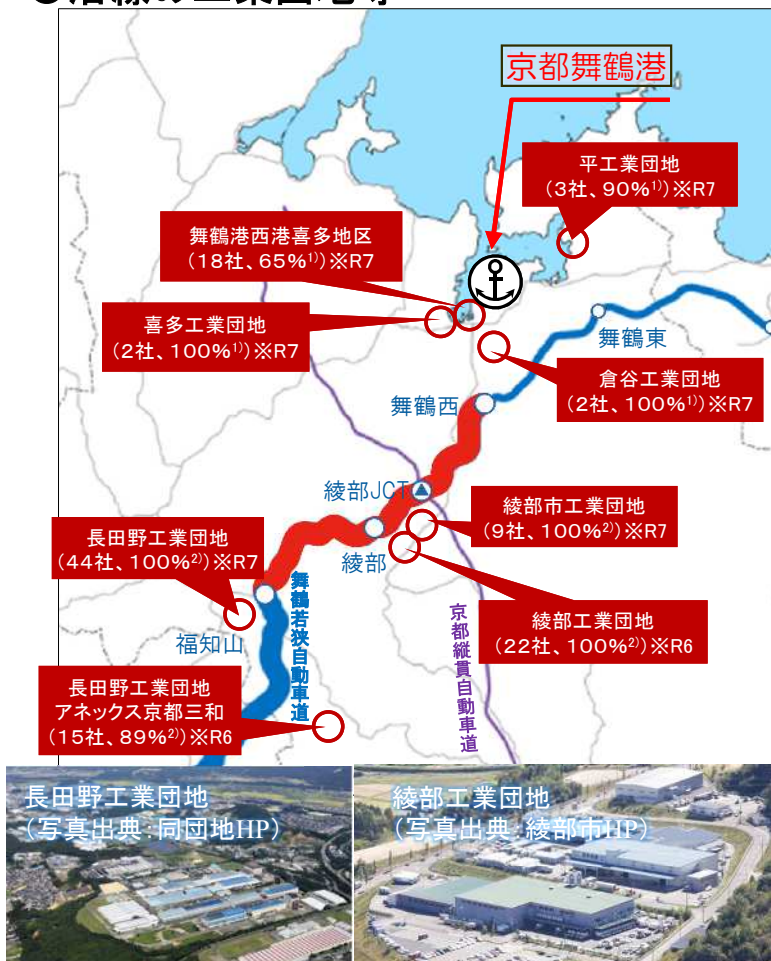 京都舞鶴港
平工業団地
(3社、90%¹⁾)※R7
舞鶴港西港喜多地区
(18社、65%¹⁾)※R7
喜多工業団地
(2社、100%¹⁾)※R7
舞鶴東
倉谷工業団地
(2社、100%¹⁾)※R7
舞鶴西
綾部JCT
綾部市工業団地
(9社、100%²⁾)※R7
長田野工業団地
(44社、100%²⁾)※R7
綾部
綾部工業団地
(22社、100%²⁾)※R6
福知山
舞鶴若狭自動車道
京都縦貫自動車道
長田野工業団地
アネックス京都三和
(15社、89%²⁾)※R6
長田野工業団地
(写真出典:同団地HP)
綾部工業団地
(写真出典:綾部市HP)